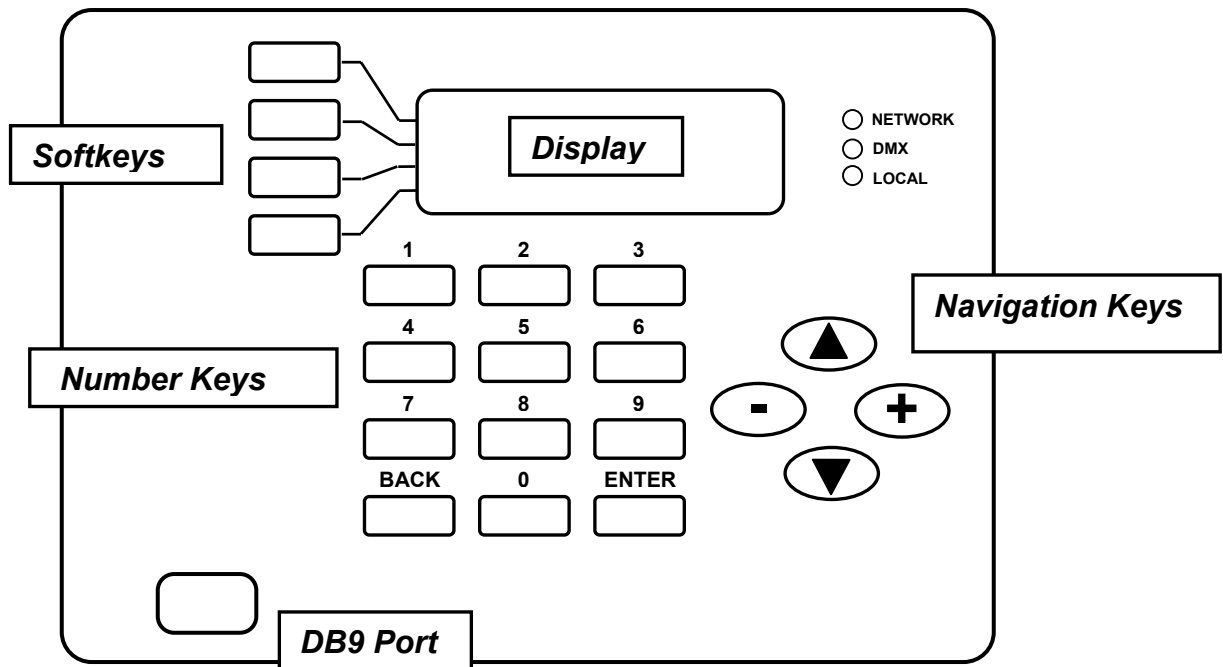 NETWORK
DMX
LOCAL
Softkeys
Display
1 2 3
Navigation Keys
4 5 6
Number Keys
7 8 9
- +
BACK 0 ENTER
DB9 Port